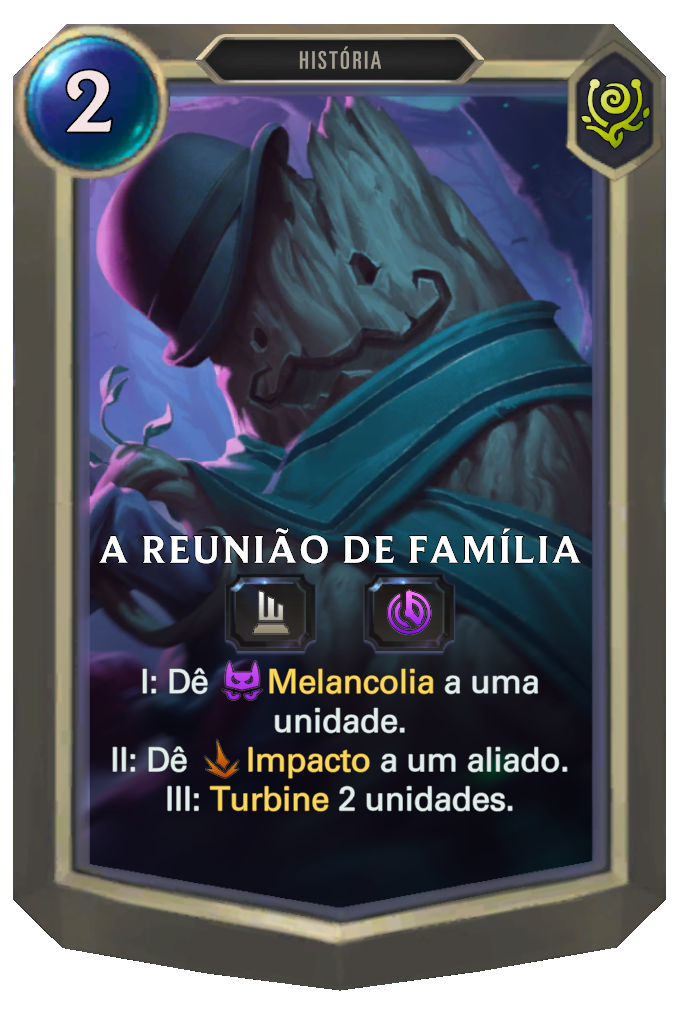 HISTÓRIA
2
A REUNIÃO DE FAMÍLIA
I: Dê Melancolia a uma
unidade.
II: Dê Impacto a um aliado.
III: Turbine 2 unidades.